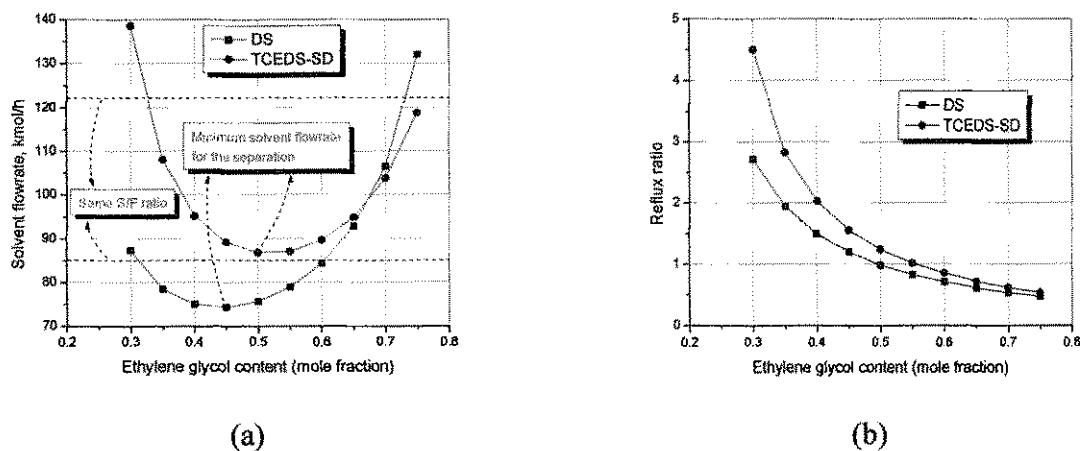 140
130
120
110
100
90
80
70
0.2
0.3
0.4
0.5
0.6
0.7
0.8
Solvent flowrate, kmol/h
Ethylene glycol content (mole fraction)
DS
TCEDS-SD
Minimum solvent flowrate
for the separation
Same S/F ratio
(a)
5
4
3
2
1
0
0.2
0.3
0.4
0.5
0.6
0.7
0.8
Reflux ratio
Ethylene glycol content (mole fraction)
DS
TCEDS-SD
(b)